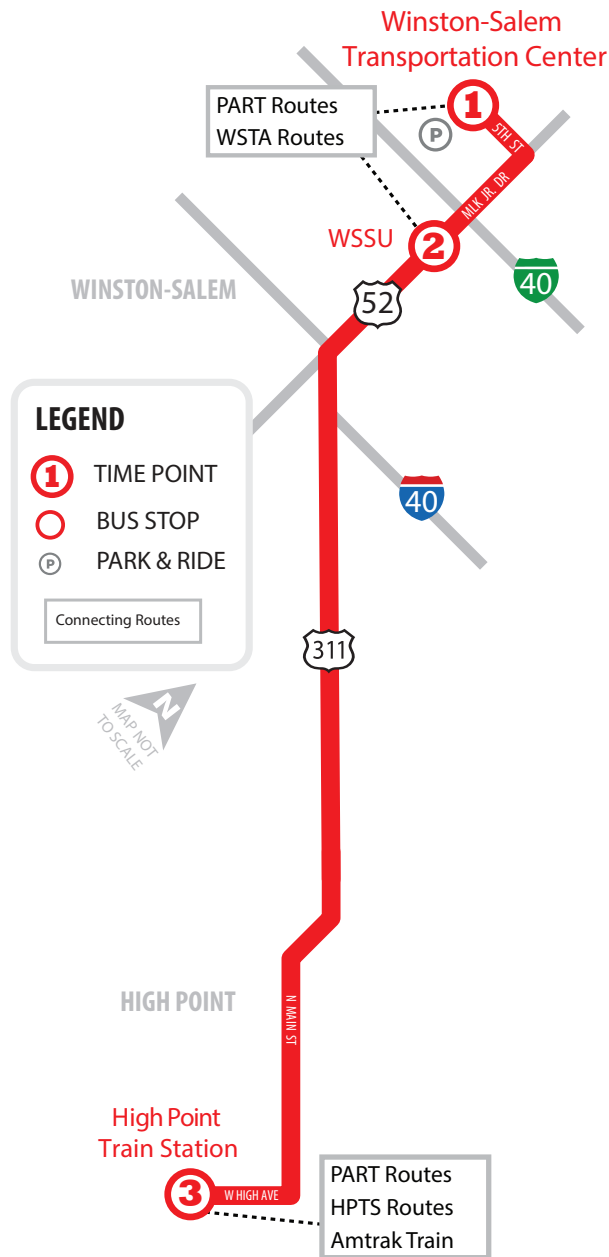 Winston-Salem
Transportation Center
PART Routes
WSTA Routes
1
P
5TH ST
MLK JR. DR
WSSU
2
40
WINSTON-SALEM
52
LEGEND
1 TIME POINT
BUS STOP
P PARK & RIDE
Connecting Routes
40
311
N
MAP NOT
TO SCALE
HIGH POINT
N MAIN ST
High Point
Train Station
3
W HIGH AVE
PART Routes
HPTS Routes
Amtrak Train